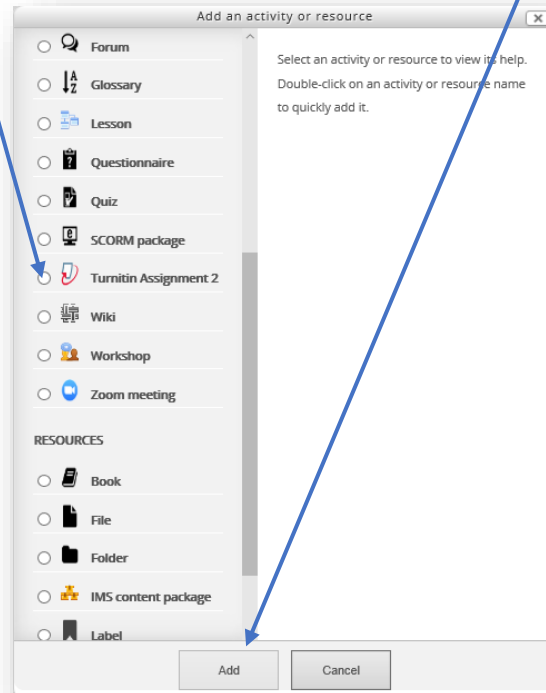 Add an activity or resource
Forum
Glossary
Lesson
Questionnaire
Quiz
SCORM package
Turnitin Assignment 2
Wiki
Workshop
Zoom meeting
RESOURCES
Book
File
Folder
IMS content package
Label
Select an activity or resource to view its help.
Double-click on an activity or resource name
to quickly add it.
Add
Cancel